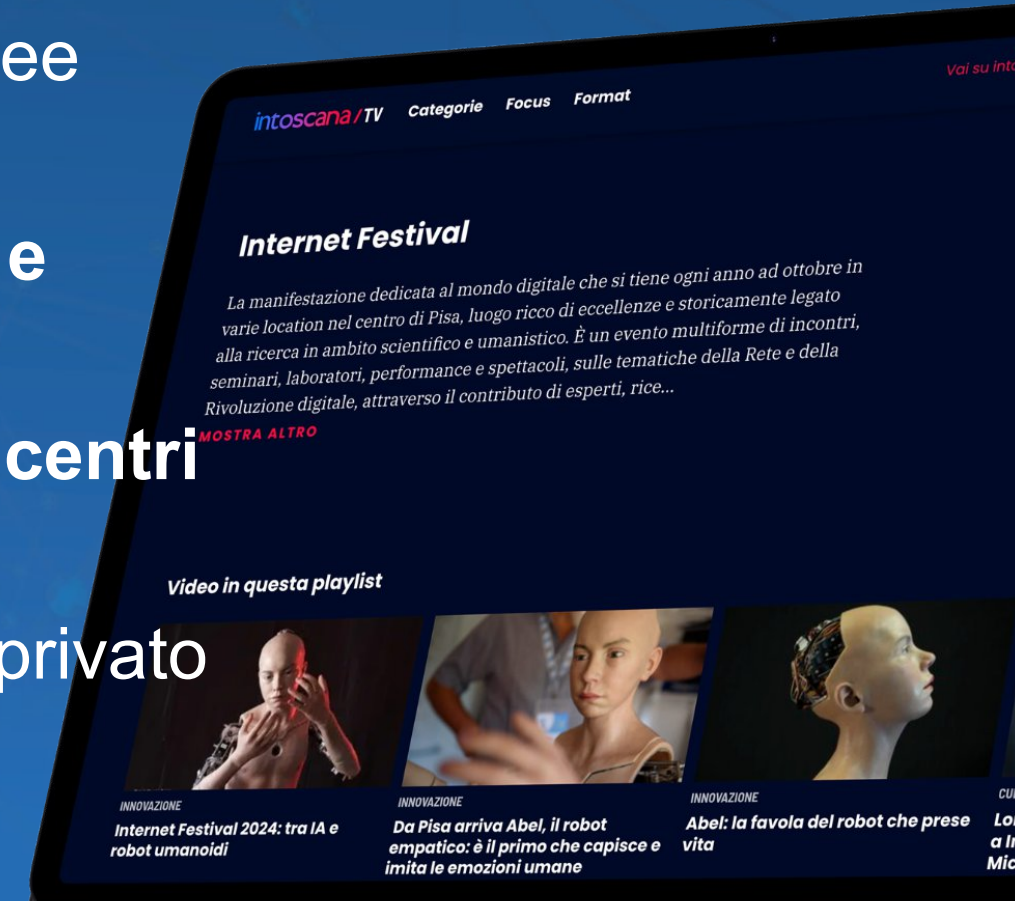 ee
e
centri
privato
intoscana / TV Categorie Focus Format
Vai su
Internet Festival
La manifestazione dedicata al mondo digitale che si tiene ogni anno ad ottobre in
varie location nel centro di Pisa, luogo ricco di eccellenze e storicamente legato
alla ricerca in ambito scientifico e umanistico. È un evento multiforme di incontri,
seminari, laboratori, performance e spettacoli, sulle tematiche della Rete e della
Rivoluzione digitale, attraverso il contributo di esperti, rice...
MOSTRA ALTRO
Video in questa playlist
INNOVAZIONE
Internet Festival 2024: tra IA e
robot umanoidi
INNOVAZIONE
Da Pisa arriva Abel, il robot
empatico: è il primo che capisce e
imita le emozioni umane
INNOVAZIONE
Abel: la favola del robot che prese
vita